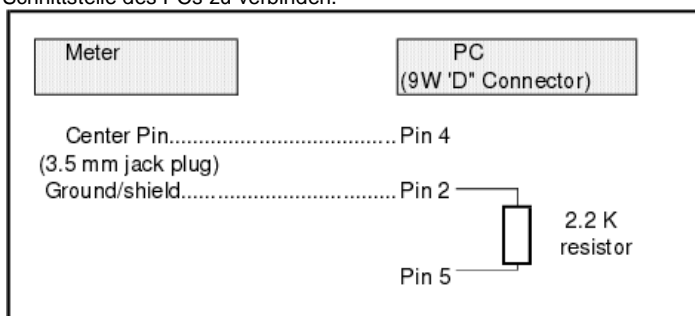 Schnittstelle des PCs zu verbinden.
Meter
PC
(9W 'D" Connector)
Center Pin....................................Pin 4
(3.5 mm jack plug)
Ground/shield..................................Pin 2
2.2 K
resistor
Pin 5